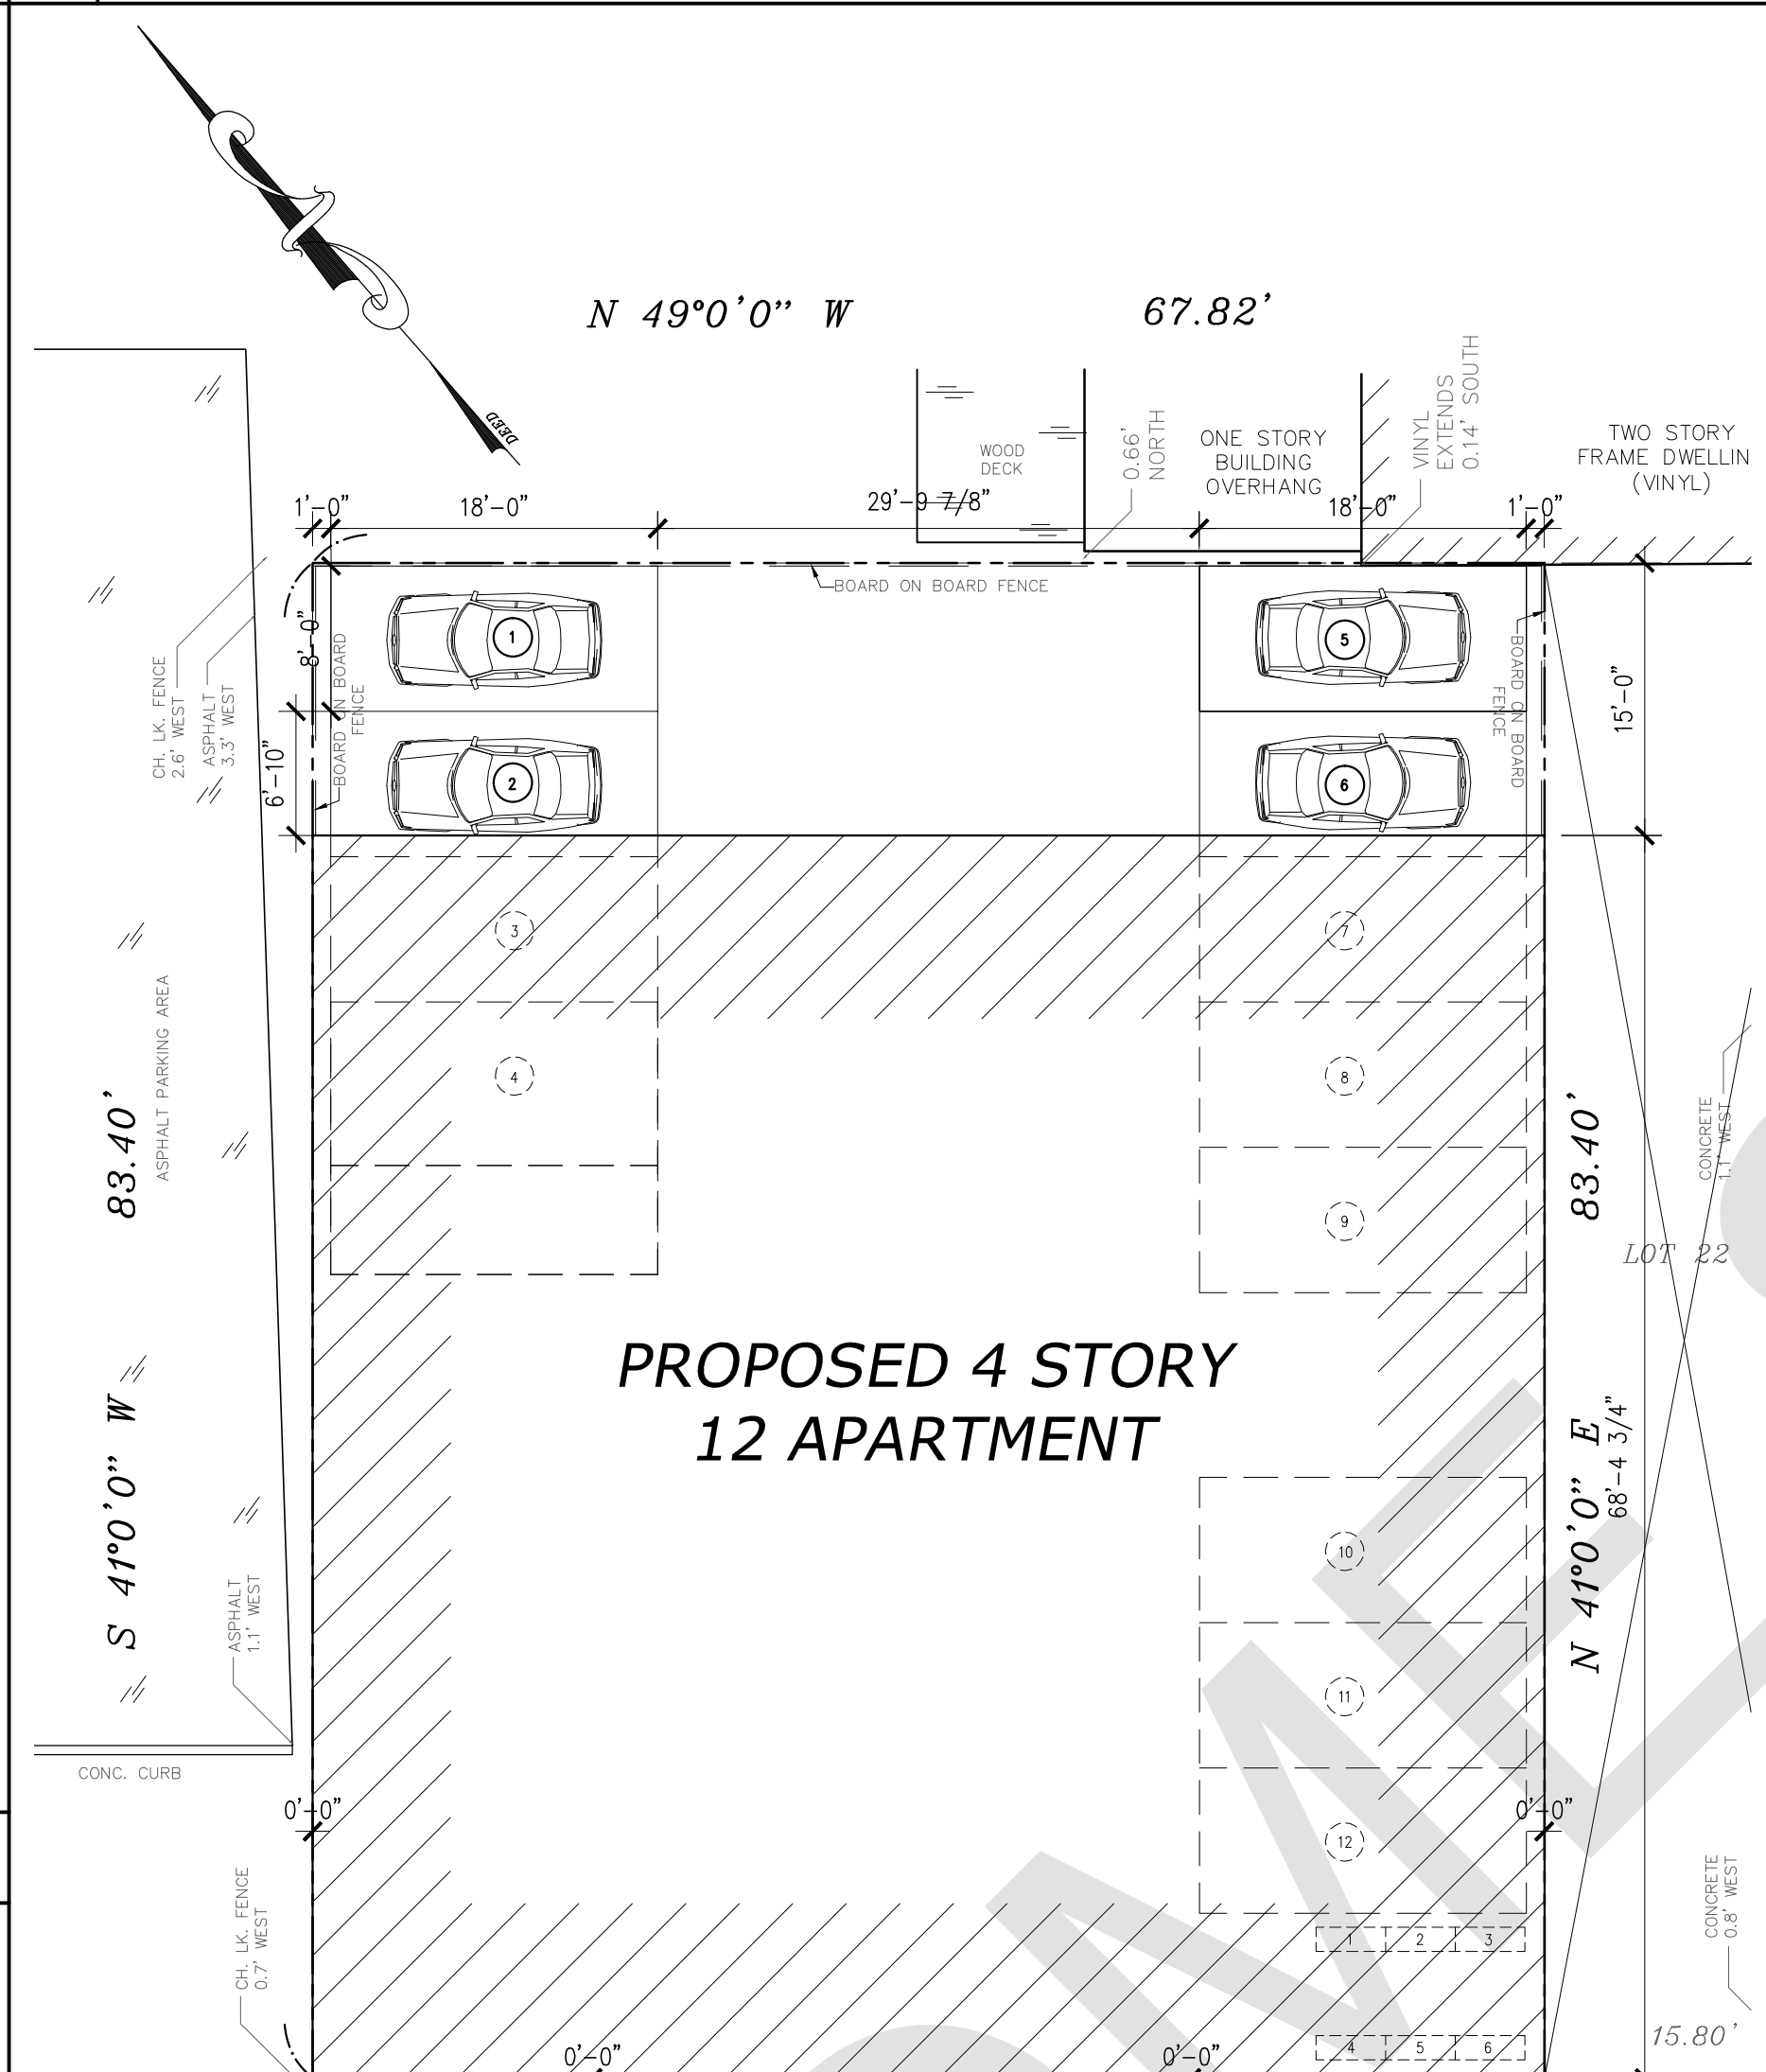 DEED
N 49°0'0" W
67.82'
WOOD
DECK
0.66'
NORTH
ONE STORY
BUILDING
OVERHANG
VINYL
EXTENDS
0.14' SOUTH
TWO STORY
FRAME DWELLIN
(VINYL)
1'-0"
18'-0"
29'-9 7/8"
18'-0"
1'-0"
BOARD ON BOARD FENCE
CH. LK. FENCE
2.6' WEST
ASPHALT
3.3' WEST
8'-0"
BOARD ON BOARD
FENCE
6'-10"
1
2
5
6
BOARD ON BOARD
FENCE
15'-0"
3
7
4
8
9
ASPHALT PARKING AREA
83.40'
S 41°0'0" W
83.40'
N 41°0'0" E
68'-4 3/4"
CONCRETE
1.1' WEST
LOT 22
PROPOSED 4 STORY
12 APARTMENT
10
11
12
ASPHALT
1.1' WEST
CONC. CURB
0'-0"
0'-0"
CH. LK. FENCE
0.7' WEST
CONCRETE
0.8' WEST
1 2 3
4 5 6
0'-0"
0'-0"
15.80'